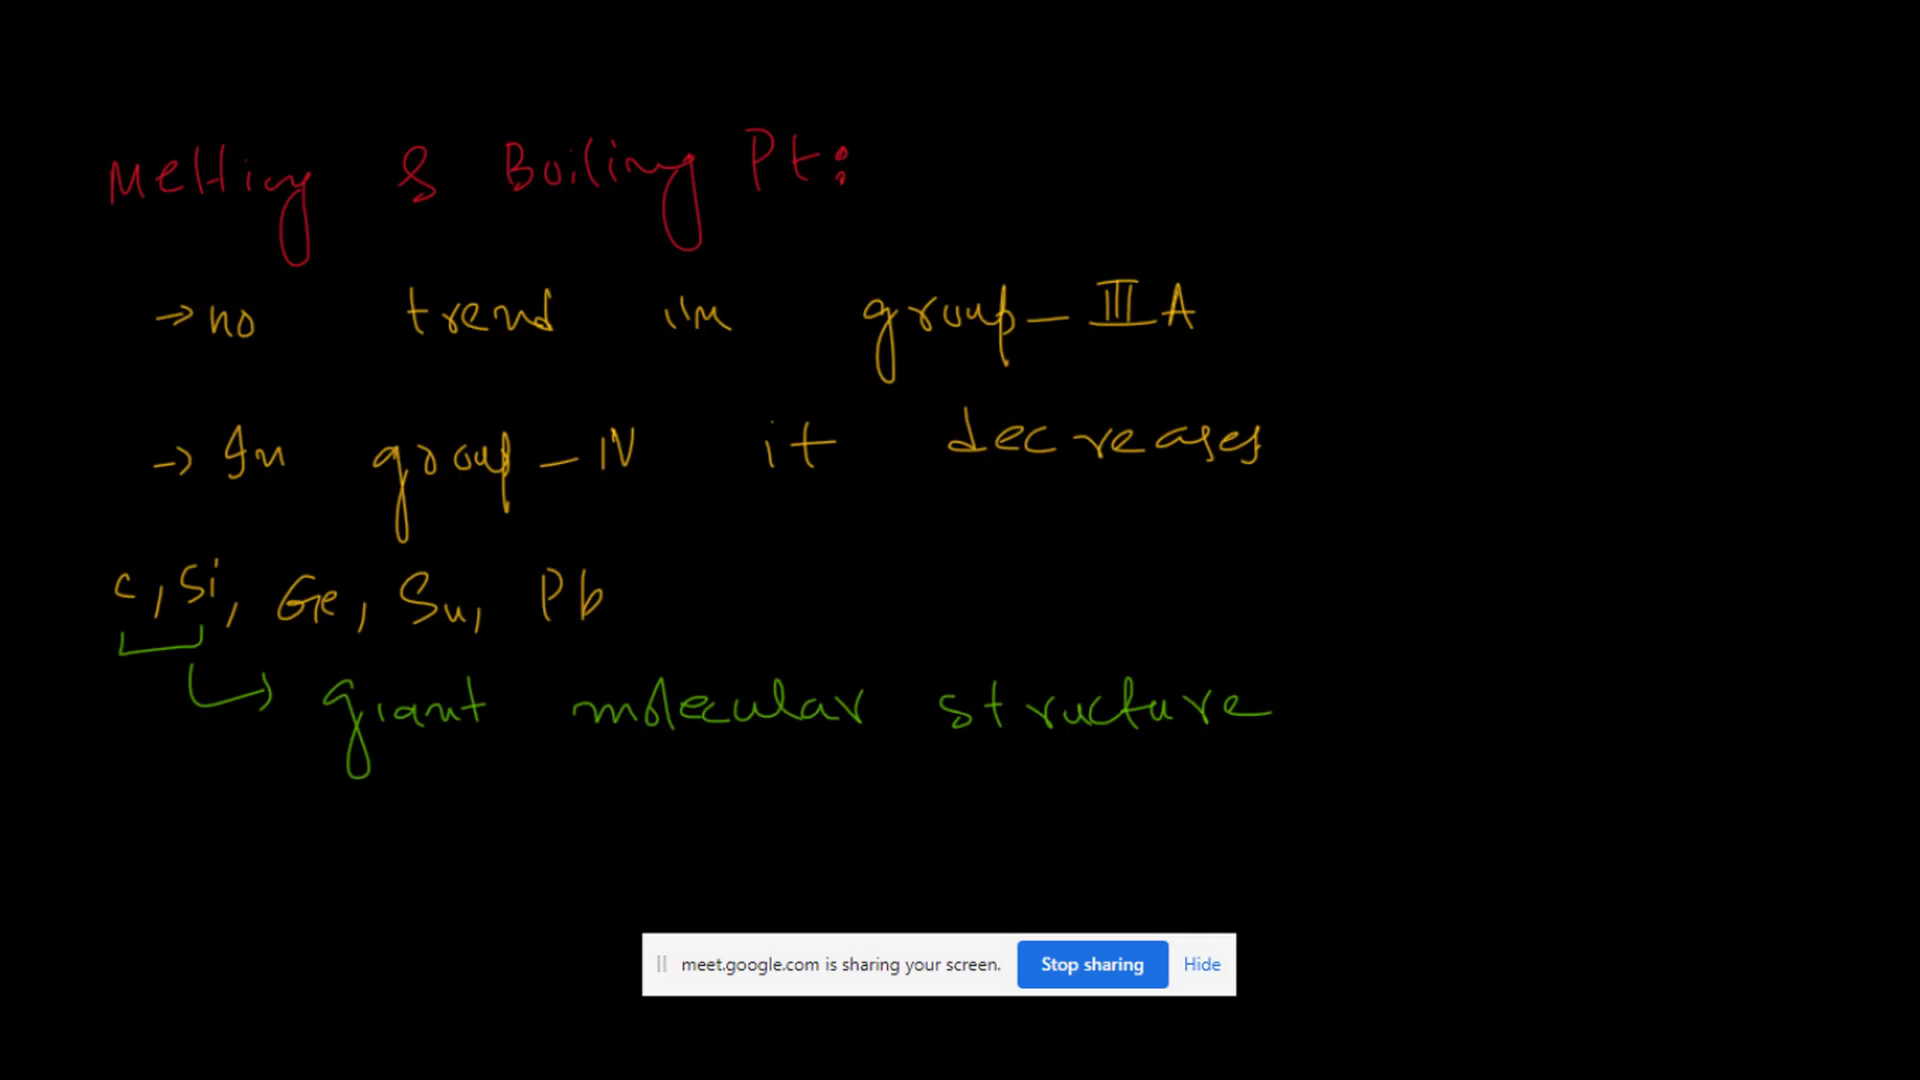 Melting & Boiling Pt:
→ no trend in group - III A
→ In group - IV it decreases
C, Si, Ge, Sn, Pb
↳ giant molecular structure
meet.google.com is sharing your screen. Stop sharing Hide